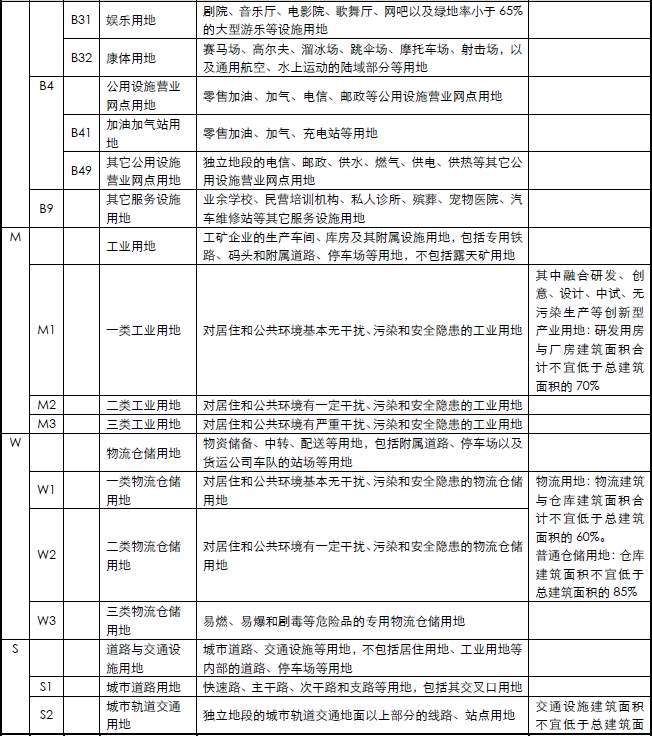 B31 娱乐用地 剧院、音乐厅、电影院、歌舞厅、网吧以及绿地率小于 65%
的大型游乐等设施用地
B32 康体用地 赛马场、高尔夫、溜冰场、跳伞场、摩托车场、射击场，以
及通用航空、水上运动的陆域部分等用地
B4 公用设施营业
网点用地 零售加油、加气、电信、邮政等公用设施营业网点用地
B41 加油加气站用
地 零售加油、加气、充电站等用地
B49 其它公用设施
营业网点用地 独立地段的电信、邮政、供水、燃气、供电、供热等其它公
用设施营业网点用地
B9 其它服务设施
用地 业余学校、民营培训机构、私人诊所、殡葬、宠物医院、汽
车维修站等其它服务设施用地
M 工业用地 工矿企业的生产车间、库房及其附属设施用地，包括专用铁
路、码头和附属道路、停车场等用地，不包括露天矿用地
M1 一类工业用地 对居住和公共环境基本无干扰、污染和安全隐患的工业用地
其中融合研发、创
意、设计、中试、无
污染生产等创新型
产业用地：研发用房
与厂房建筑面积合
计不宜低于总建筑
面积的 70%
M2 二类工业用地 对居住和公共环境有一定干扰、污染和安全隐患的工业用地
M3 三类工业用地 对居住和公共环境有严重干扰、污染和安全隐患的工业用地
W 物流仓储用地 物资储备、中转、配送等用地，包括附属道路、停车场以及
货运公司车队的站场等用地
W1 一类物流仓储
用地 对居住和公共环境基本无干扰、污染和安全隐患的物流仓储
用地
W2 二类物流仓储
用地 对居住和公共环境有一定干扰、污染和安全隐患的物流仓储
用地
物流用地：物流建筑
与仓库建筑面积合
计不宜低于总建筑
的 60%。
普通仓储用地：仓库
建筑面积不宜低于
总建筑面积的 85%
W3 三类物流仓储
用地 易燃、易爆和剧毒等危险品的专用物流仓储用地
S 道路与交通设
施用地 城市道路、交通设施等用地，不包括居住用地、工业用地等
内部的道路、停车场等用地
S1 城市道路用地 快速路、主干路、次干路和支路等用地，包括其交叉口用地
S2 城市轨道交通
用地 独立地段的城市轨道交通地面以上部分的线路、站点用地
交通设施建筑面积
不宜低于总建筑面